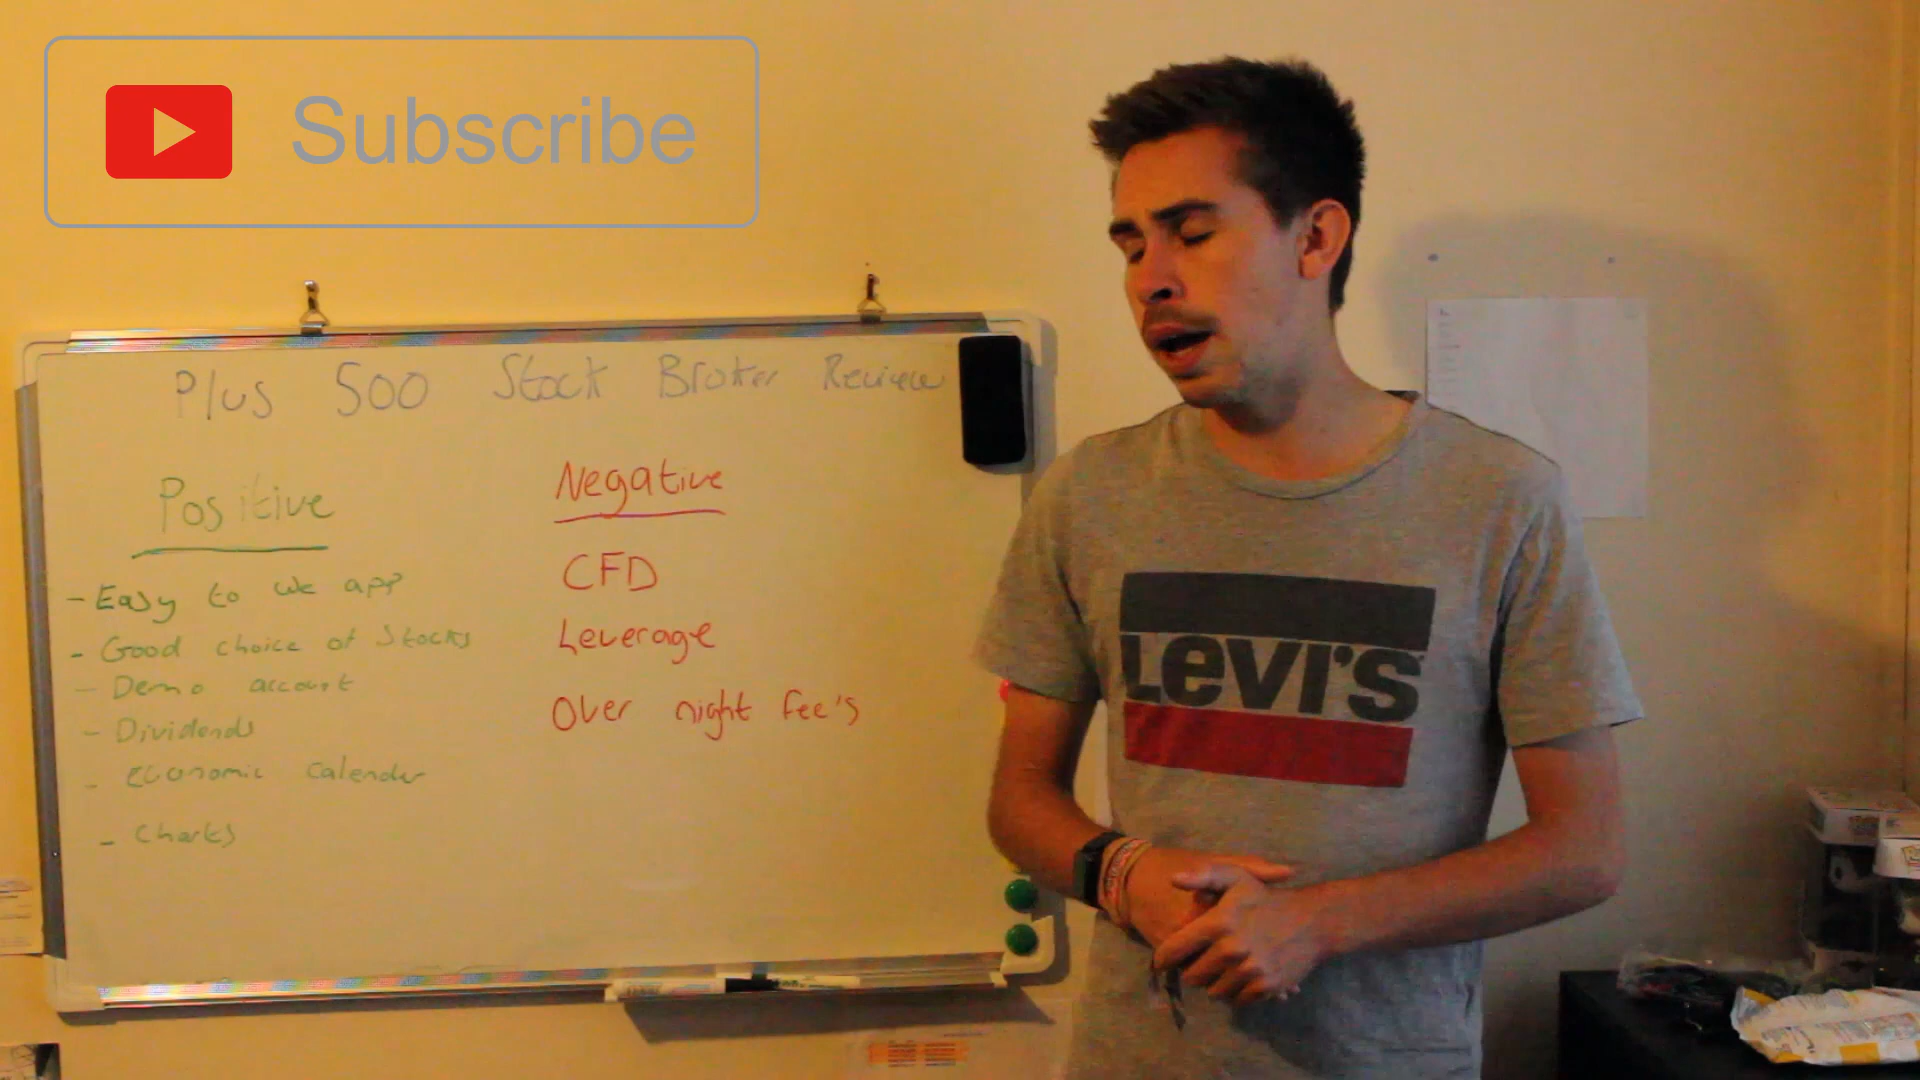 Subscribe
Plus 500 Stock Broker Review
Positive
- Easy to use app
- Good choice of Stocks
- Demo account
- Dividends
- Economic Calender
- Charts
Negative
CFD
Leverage
Over night fee's
LEVI'S